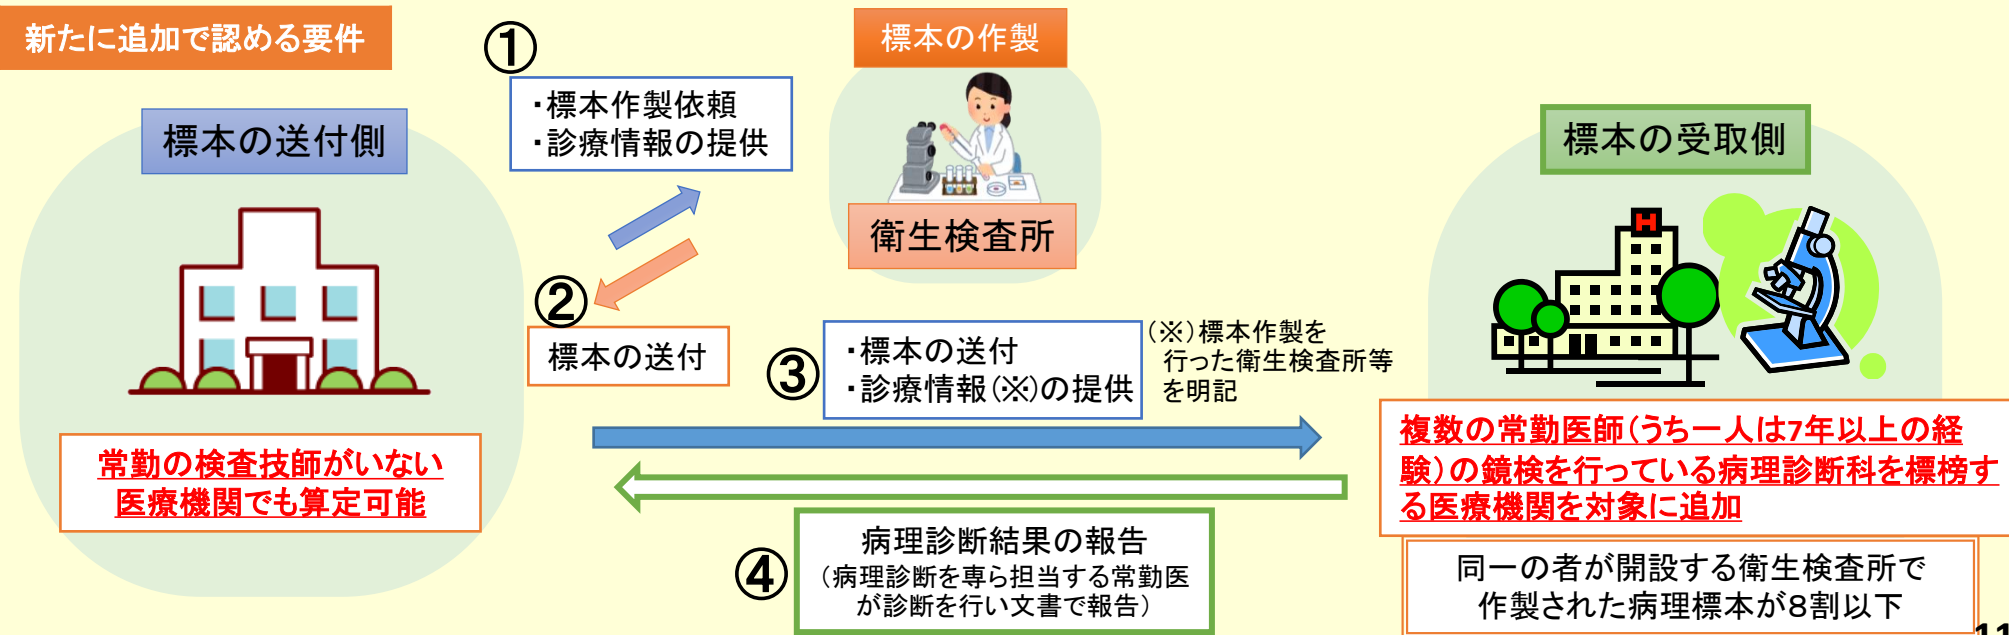 新たに追加で認める要件
①
・標本作製依頼
・診療情報の提供
標本の作製
衛生検査所
標本の送付側
常勤の検査技師がいない
医療機関でも算定可能
②
標本の送付
③
・標本の送付
・診療情報(※)の提供
(※)標本作製を
行った衛生検査所等
を明記
④
病理診断結果の報告
(病理診断を専ら担当する常勤医
が診断を行い文書で報告)
標本の受取側
H
複数の常勤医師(うち一人は7年以上の経
験)の鏡検を行っている病理診断科を標榜す
る医療機関を対象に追加
同一の者が開設する衛生検査所で
作製された病理標本が8割以下
11